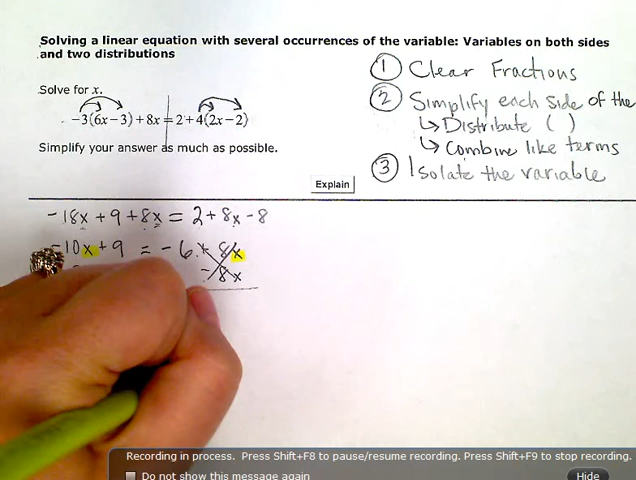 Solving a linear equation with several occurrences of the variable: Variables on both sides
and two distributions
Solve for x.
-3(6x-3)+8x=2+4(2x-2)
Simplify your answer as much as possible.
Explain
① Clear Fractions
② Simplify each side of the
↳ Distribute ( )
↳ Combine like terms
③ Isolate the variable
-18x + 9 + 8x = 2 + 8x - 8
-10x + 9 = -6 + 8x
- 8x
Recording in process. Press Shift+F8 to pause/resume recording. Press Shift+F9 to stop recording.
Do not show this message again
Hide